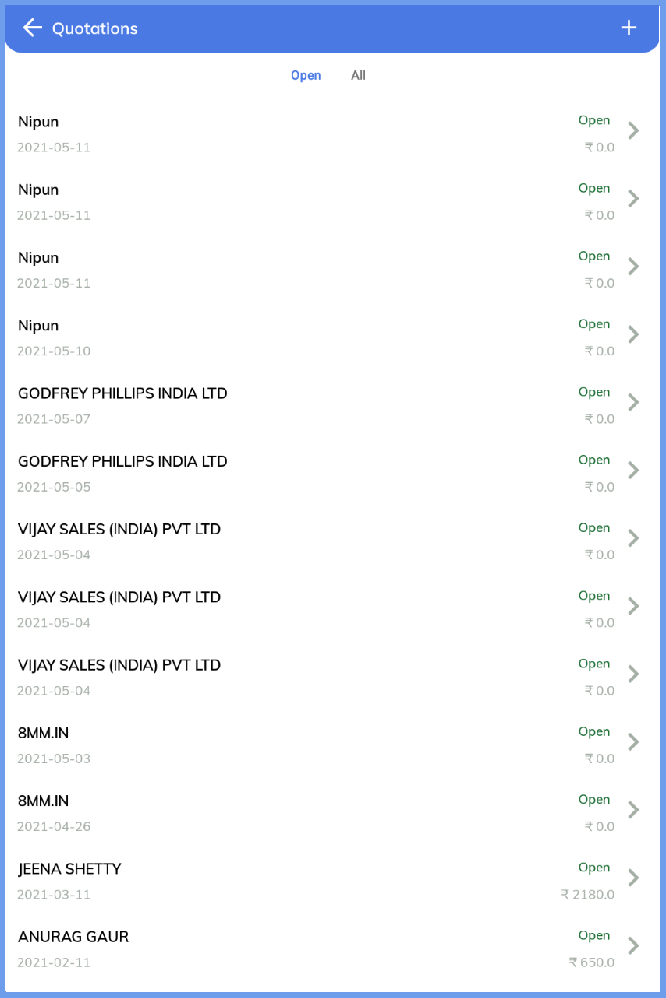 Quotations
Open All
Nipun Open
2021-05-11 ₹ 0.0
Nipun Open
2021-05-11 ₹ 0.0
Nipun Open
2021-05-11 ₹ 0.0
Nipun Open
2021-05-10 ₹ 0.0
GODFREY PHILLIPS INDIA LTD Open
2021-05-07 ₹ 0.0
GODFREY PHILLIPS INDIA LTD Open
2021-05-05 ₹ 0.0
VIJAY SALES (INDIA) PVT LTD Open
2021-05-04 ₹ 0.0
VIJAY SALES (INDIA) PVT LTD Open
2021-05-04 ₹ 0.0
VIJAY SALES (INDIA) PVT LTD Open
2021-05-04 ₹ 0.0
8MM.IN Open
2021-05-03 ₹ 0.0
8MM.IN Open
2021-04-26 ₹ 0.0
JEENA SHETTY Open
2021-03-11 ₹ 2180.0
ANURAG GAUR Open
2021-02-11 ₹ 650.0